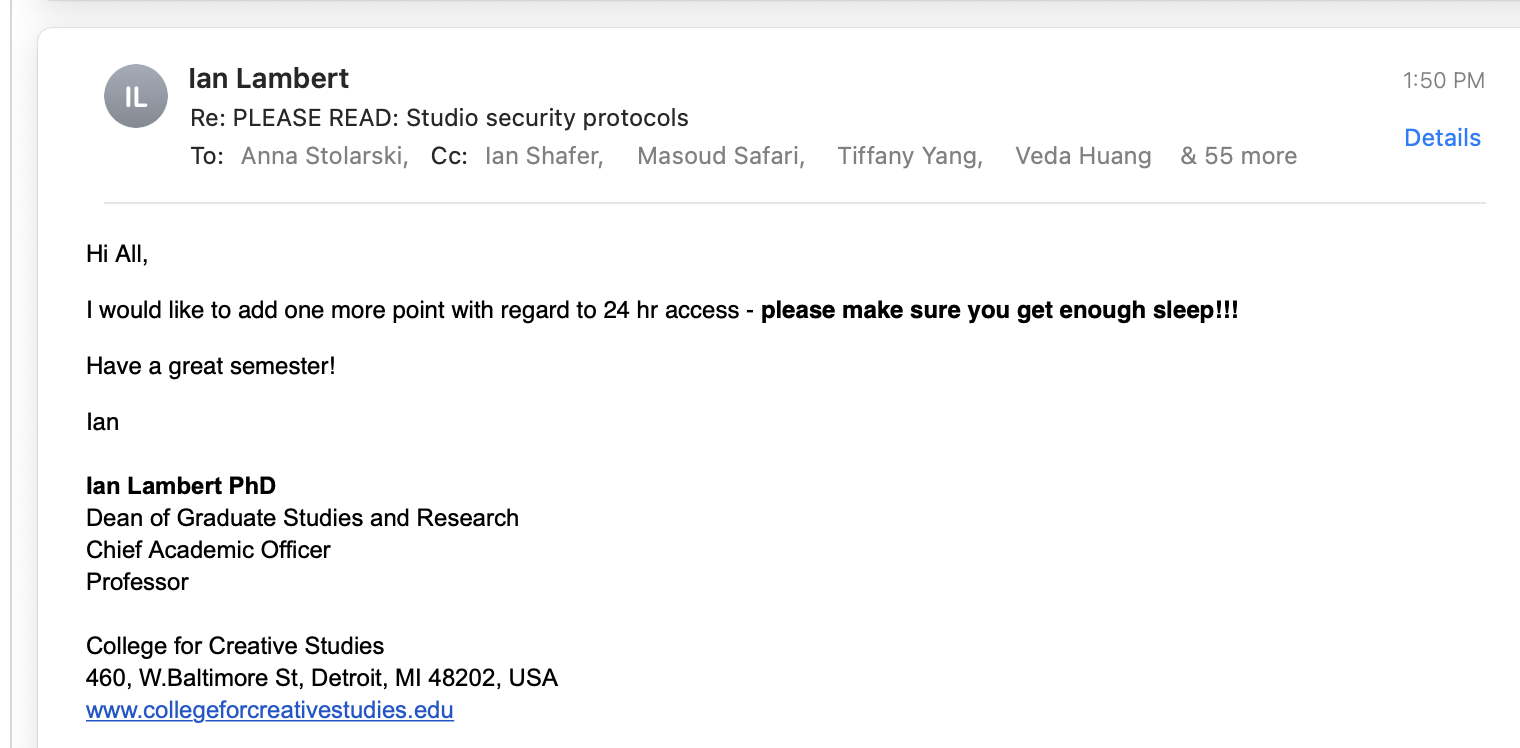 IL
Ian Lambert
1:50 PM
Re: PLEASE READ: Studio security protocols
Details
To: Anna Stolarski, Cc: Ian Shafer, Masoud Safari, Tiffany Yang, Veda Huang & 55 more
Hi All,
I would like to add one more point with regard to 24 hr access - please make sure you get enough sleep!!!
Have a great semester!
Ian
Ian Lambert PhD
Dean of Graduate Studies and Research
Chief Academic Officer
Professor
College for Creative Studies
460, W.Baltimore St, Detroit, MI 48202, USA
www.collegeforcreativestudies.edu